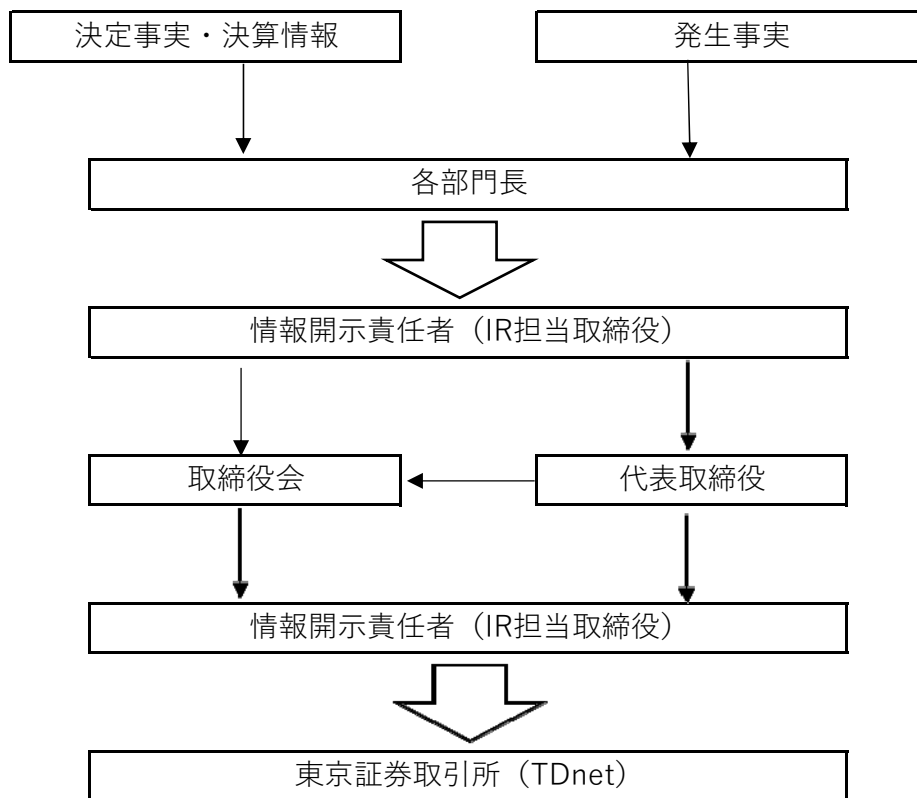 決定事実・決算情報
発生事実
各部門長
情報開示責任者（IR担当取締役）
取締役会
代表取締役
情報開示責任者（IR担当取締役）
東京証券取引所（TDnet）